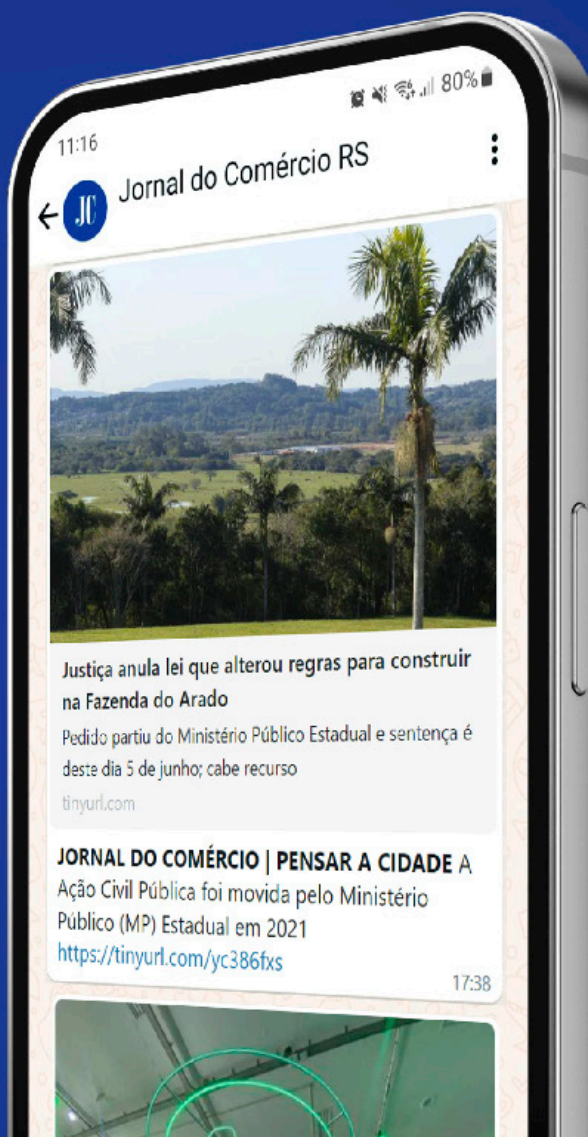 11:16
80%
JC
Jornal do Comércio RS
Justiça anula lei que alterou regras para construir
na Fazenda do Arado
Pedido partiu do Ministério Público Estadual e sentença é
deste dia 5 de junho; cabe recurso
tinyurl.com
JORNAL DO COMÉRCIO | PENSAR A CIDADE A
Ação Civil Pública foi movida pelo Ministério
Público (MP) Estadual em 2021
https://tinyurl.com/yc386fxs
17:38